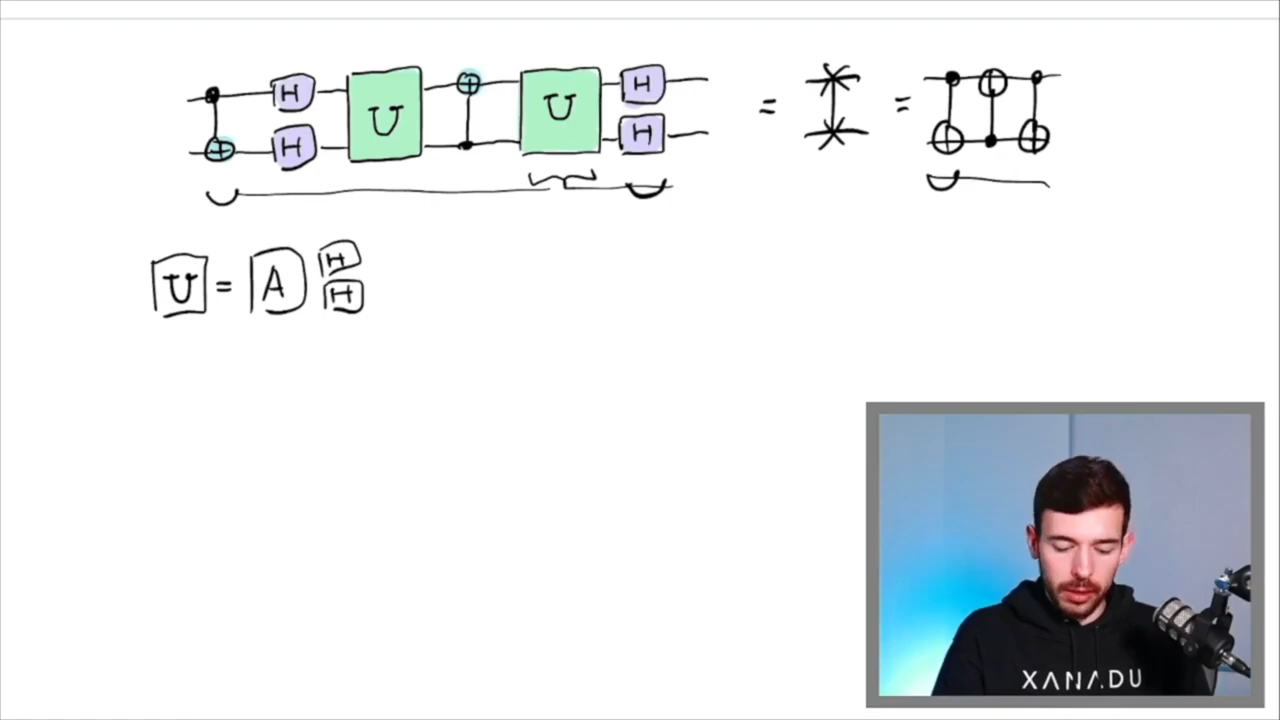 H U U H = =
H H
U = A H
H
XANADU